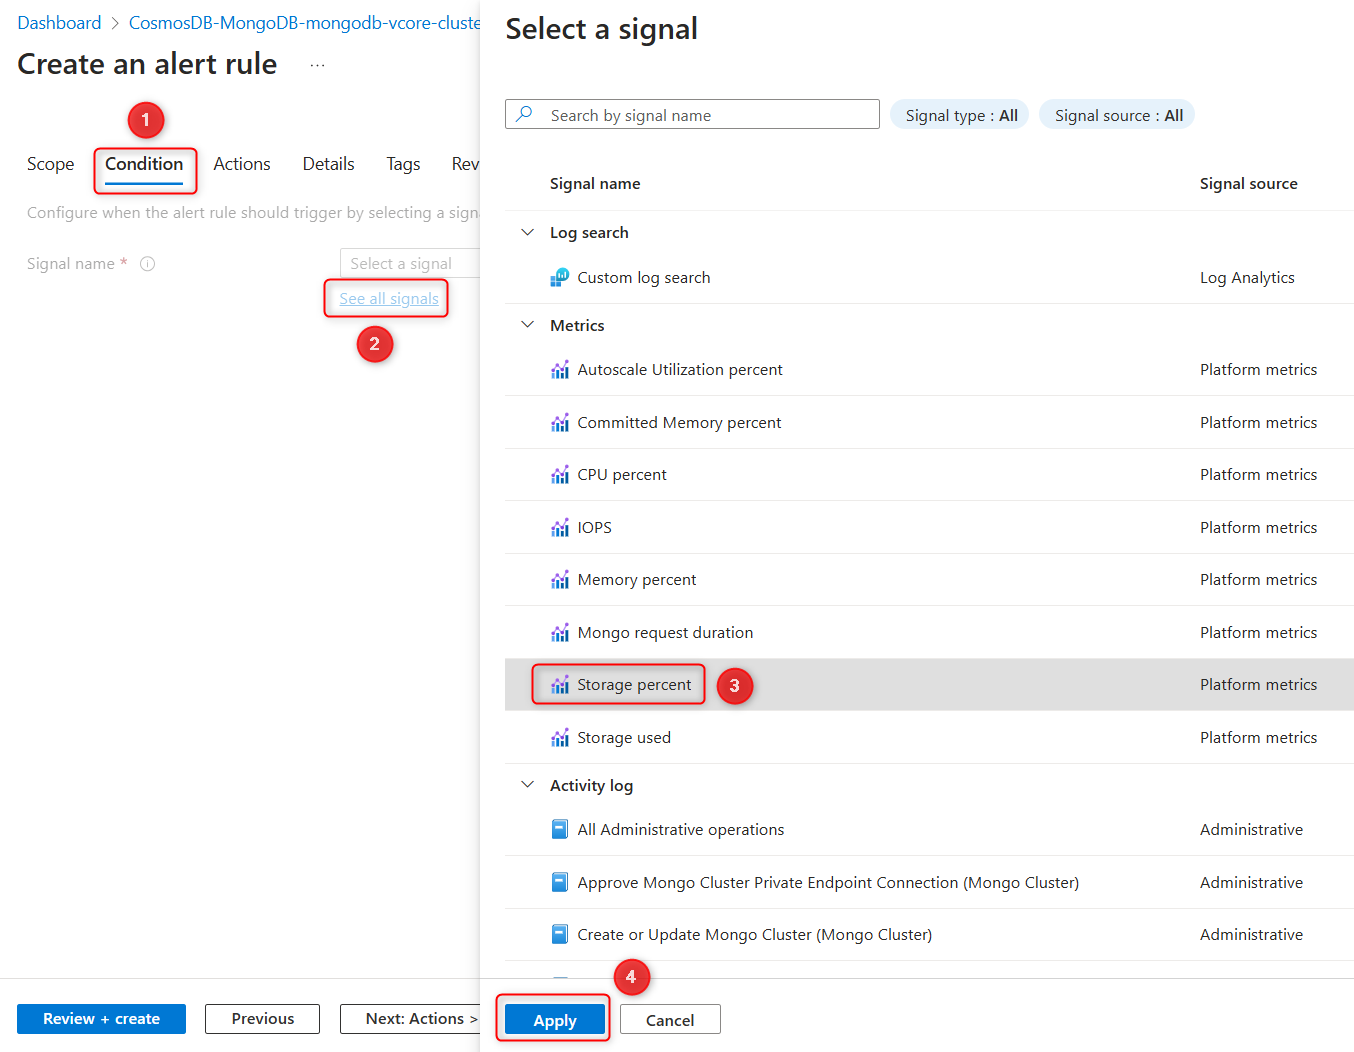 Dashboard > CosmosDB-MongoDB-mongodb-vcore-cluste
Create an alert rule ...
1
Scope Condition Actions Details Tags Rev
Configure when the alert rule should trigger by selecting a sign
Signal name * Select a signal
See all signals
2
Select a signal
Search by signal name Signal type : All Signal source : All
Signal name Signal source
Log search
Custom log search Log Analytics
Metrics
Autoscale Utilization percent Platform metrics
Committed Memory percent Platform metrics
CPU percent Platform metrics
IOPS Platform metrics
Memory percent Platform metrics
Mongo request duration Platform metrics
Storage percent 3 Platform metrics
Storage used Platform metrics
Activity log
All Administrative operations Administrative
Approve Mongo Cluster Private Endpoint Connection (Mongo Cluster) Administrative
Create or Update Mongo Cluster (Mongo Cluster) Administrative
4
Review + create Previous Next: Actions > Apply Cancel